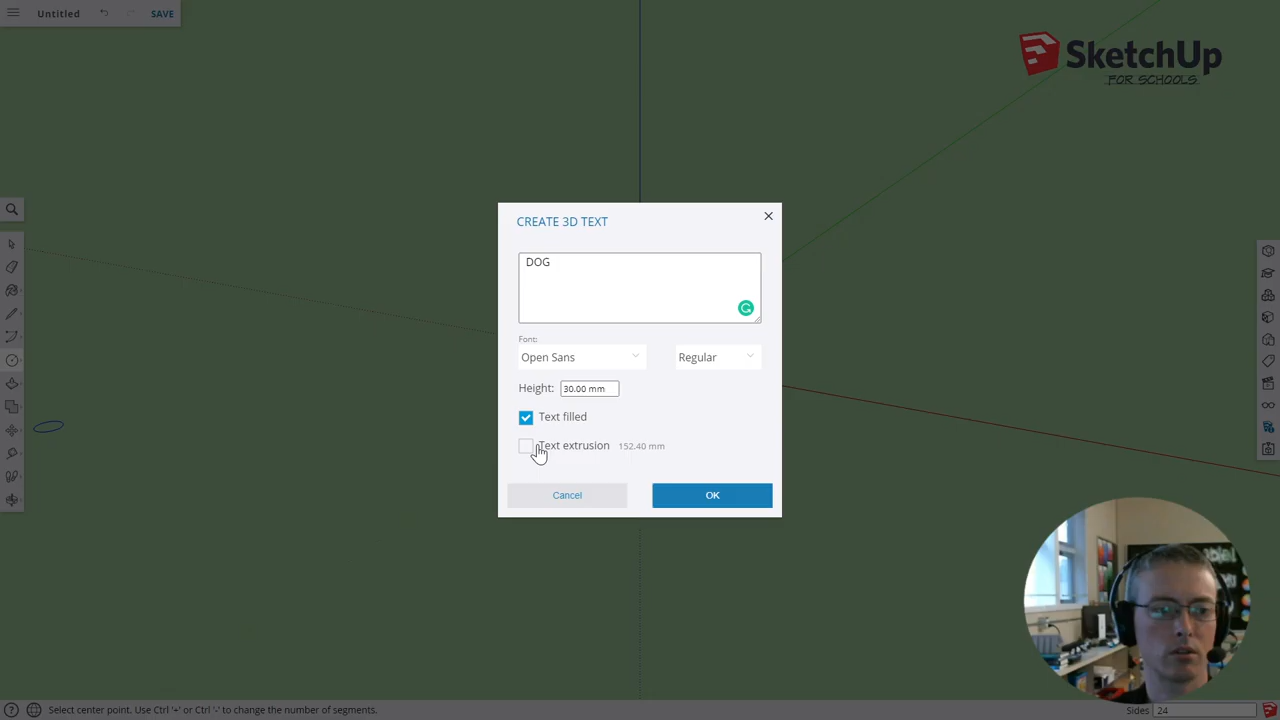 Untitled
SAVE
SketchUp
FOR SCHOOLS
CREATE 3D TEXT
DOG
Font:
Open Sans
Regular
Height: 30.00 mm
Text filled
Text extrusion 152.40 mm
Cancel
OK
Select center point. Use Ctrl '+' or Ctrl '-' to change the number of segments.
Sides 24